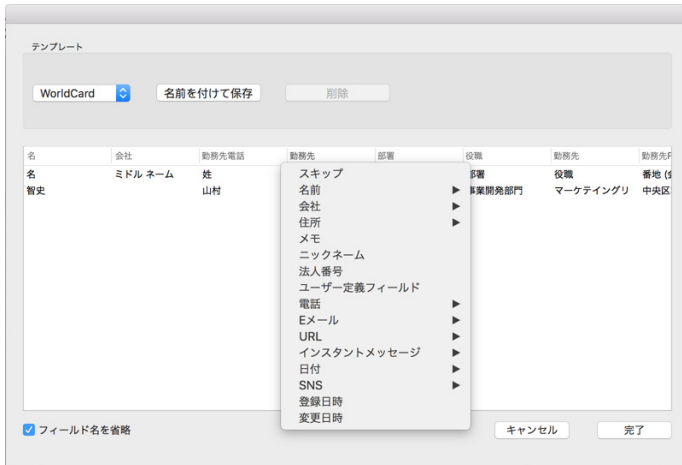 テンプレート
WorldCard 名前を付けて保存 削除
名 会社 勤務先電話 勤務先 部署 役職 勤務先 勤務先F
名 ミドル ネーム 姓 部署 役職 番地 (会
智史 山村 事業開発部門 マーケテイングリ 中央区
スキップ
名前
会社
住所
メモ
ニックネーム
法人番号
ユーザー定義フィールド
電話
Eメール
URL
インスタントメッセージ
日付
SNS
登録日時
変更日時
フィールド名を省略 キャンセル 完了